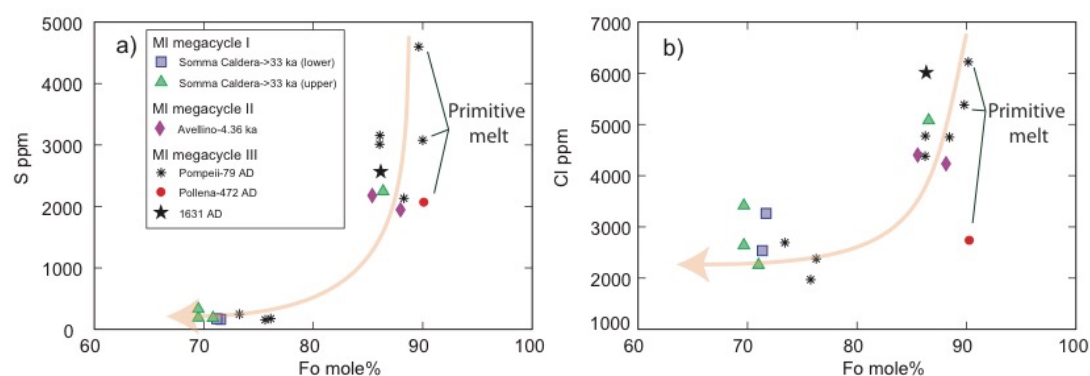 5000
4000
3000
2000
1000
0
S ppm
a)
MI megacycle I
Somma Caldera->33 ka (lower)
Somma Caldera->33 ka (upper)
MI megacycle II
Avellino-4.36 ka
MI megacycle III
Pompeii-79 AD
Pollena-472 AD
1631 AD
Primitive
melt
60 70 80 90 100
Fo mole%
7000
6000
5000
4000
3000
2000
1000
Cl ppm
b)
Primitive
melt
60 70 80 90 100
Fo mole%